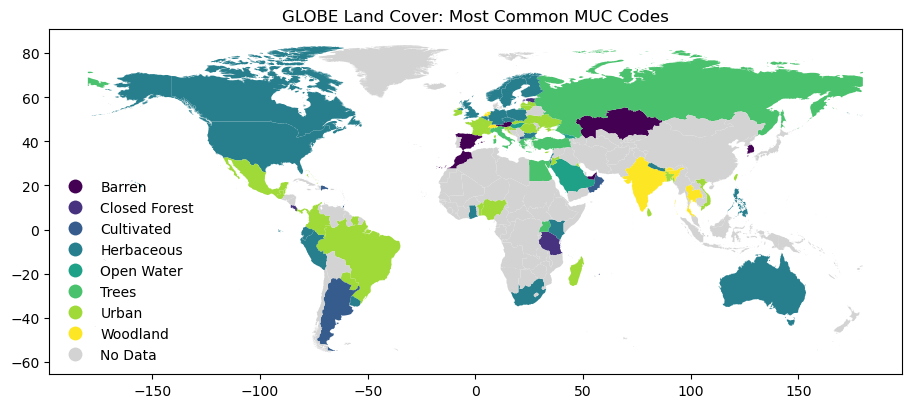 GLOBE Land Cover: Most Common MUC Codes
80
60
40
20
0
−20
−40
−60
Barren
Closed Forest
Cultivated
Herbaceous
Open Water
Trees
Urban
Woodland
No Data
−150
−100
−50
0
50
100
150